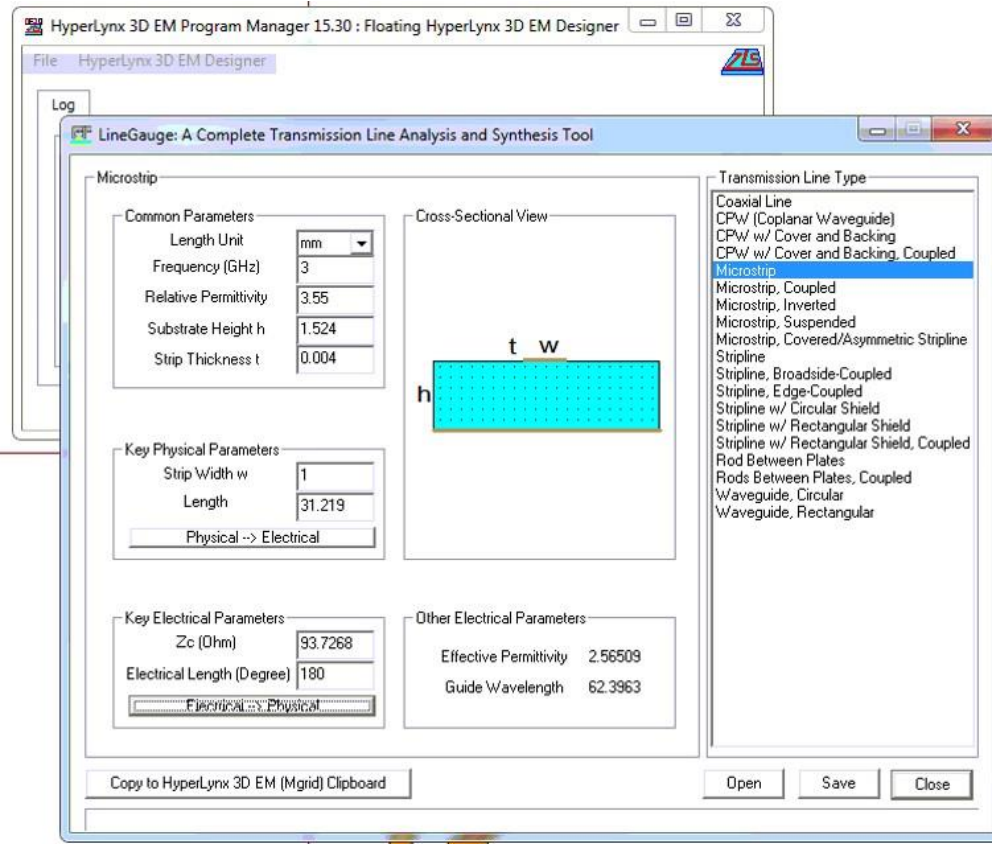 HyperLynx 3D EM Program Manager 15.30 : Floating HyperLynx 3D EM Designer
File HyperLynx 3D EM Designer
ZLS
Log
LineGauge: A Complete Transmission Line Analysis and Synthesis Tool
Microstrip
Common Parameters
Length Unit mm
Frequency (GHz) 3
Relative Permittivity 3.55
Substrate Height h 1.524
Strip Thickness t 0.004
Cross-Sectional View
t w
h
Key Physical Parameters
Strip Width w 1
Length 31.219
Physical --> Electrical
Key Electrical Parameters
Zc (Ohm) 93.7268
Electrical Length (Degree) 180
Electrical --> Physical
Other Electrical Parameters
Effective Permittivity 2.56509
Guide Wavelength 62.3963
Transmission Line Type
Coaxial Line
CPW (Coplanar Waveguide)
CPW w/ Cover and Backing
CPW w/ Cover and Backing, Coupled
Microstrip
Microstrip, Coupled
Microstrip, Inverted
Microstrip, Suspended
Microstrip, Covered/Asymmetric Stripline
Stripline
Stripline, Broadside-Coupled
Stripline, Edge-Coupled
Stripline w/ Circular Shield
Stripline w/ Rectangular Shield
Stripline w/ Rectangular Shield, Coupled
Rod Between Plates
Rods Between Plates, Coupled
Waveguide, Circular
Waveguide, Rectangular
Copy to HyperLynx 3D EM (Mgrid) Clipboard
Open Save Close